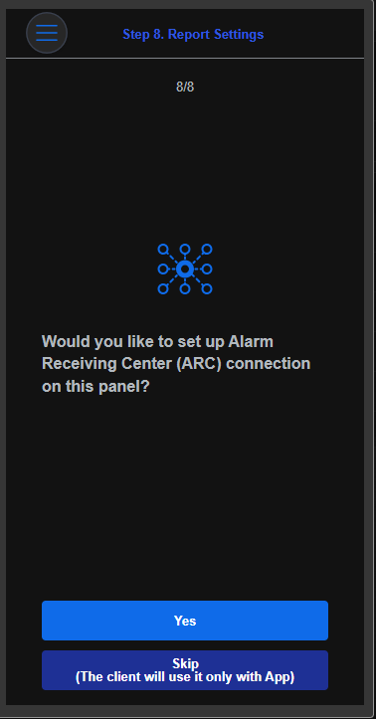 Step 8. Report Settings
8/8
Would you like to set up Alarm
Receiving Center (ARC) connection
on this panel?
Yes
Skip
(The client will use it only with App)